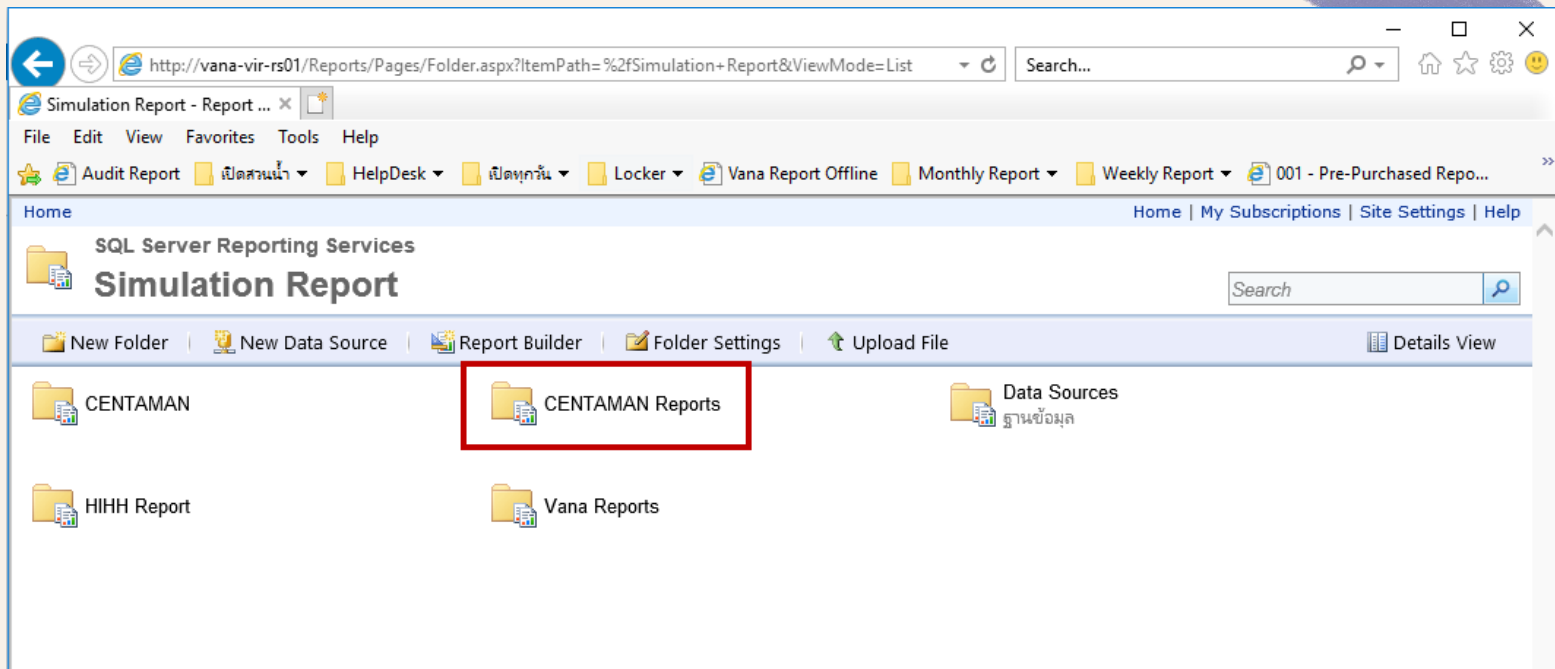 http://vana-vir-rs01/Reports/Pages/Folder.aspx?ItemPath=%2fSimulation+Report&ViewMode=List Search...
Simulation Report - Report ...
File Edit View Favorites Tools Help
Audit Report เปิดสวนน้ำ HelpDesk เปิดทุกวัน Locker Vana Report Offline Monthly Report Weekly Report 001 - Pre-Purchased Repo...
Home Home | My Subscriptions | Site Settings | Help
SQL Server Reporting Services
Simulation Report
Search
New Folder New Data Source Report Builder Folder Settings Upload File Details View
CENTAMAN CENTAMAN Reports Data Sources
ฐานข้อมุล
HIHH Report Vana Reports